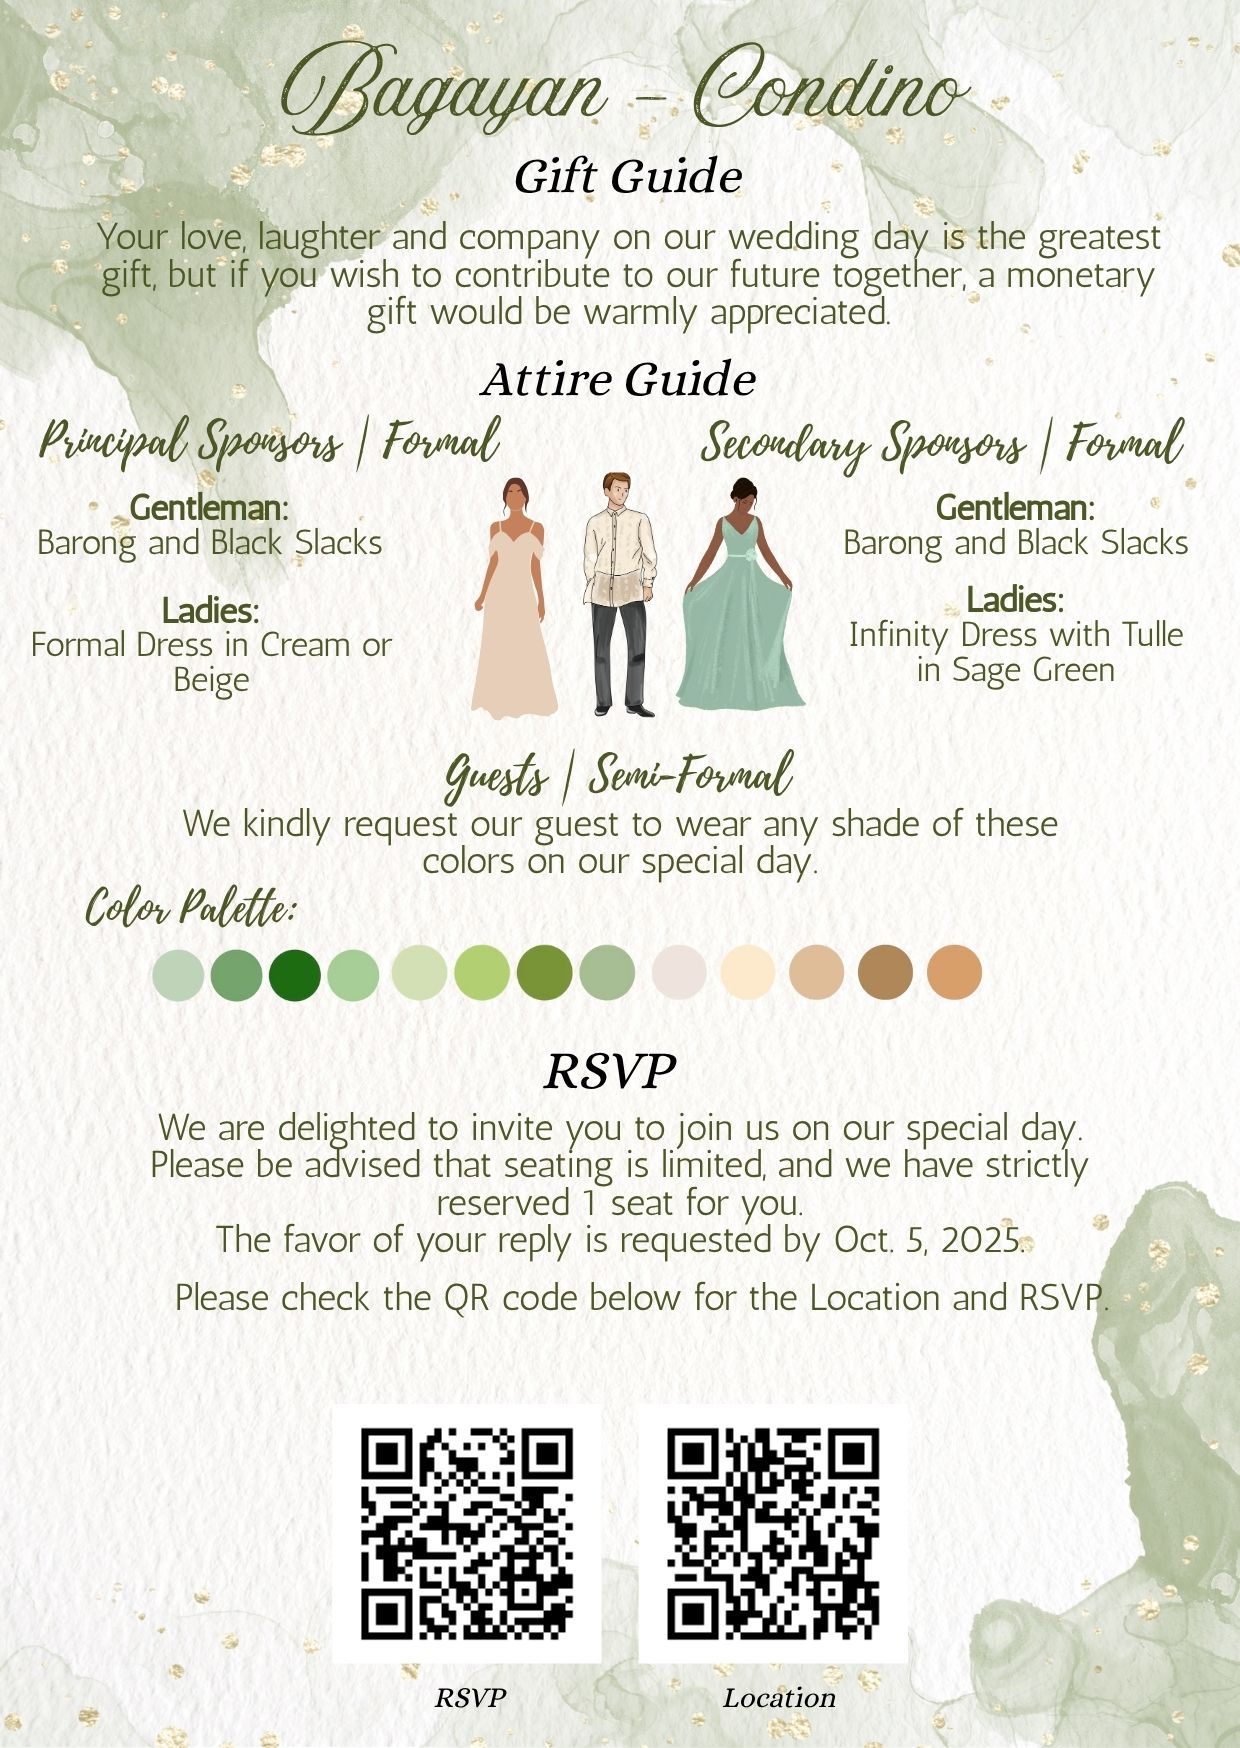 Bagayan - Condino
Gift Guide
Your love, laughter and company on our wedding day is the greatest
gift, but if you wish to contribute to our future together, a monetary
gift would be warmly appreciated.
Attire Guide
Principal Sponsors | Formal
Gentleman:
Barong and Black Slacks
Ladies:
Formal Dress in Cream or
Beige
Secondary Sponsors | Formal
Gentleman:
Barong and Black Slacks
Ladies:
Infinity Dress with Tulle
in Sage Green
Guests | Semi-Formal
We kindly request our guest to wear any shade of these
colors on our special day.
Color Palette:
RSVP
We are delighted to invite you to join us on our special day.
Please be advised that seating is limited, and we have strictly
reserved 1 seat for you.
The favor of your reply is requested by Oct. 5, 2025.
Please check the QR code below for the Location and RSVP.
RSVP
Location